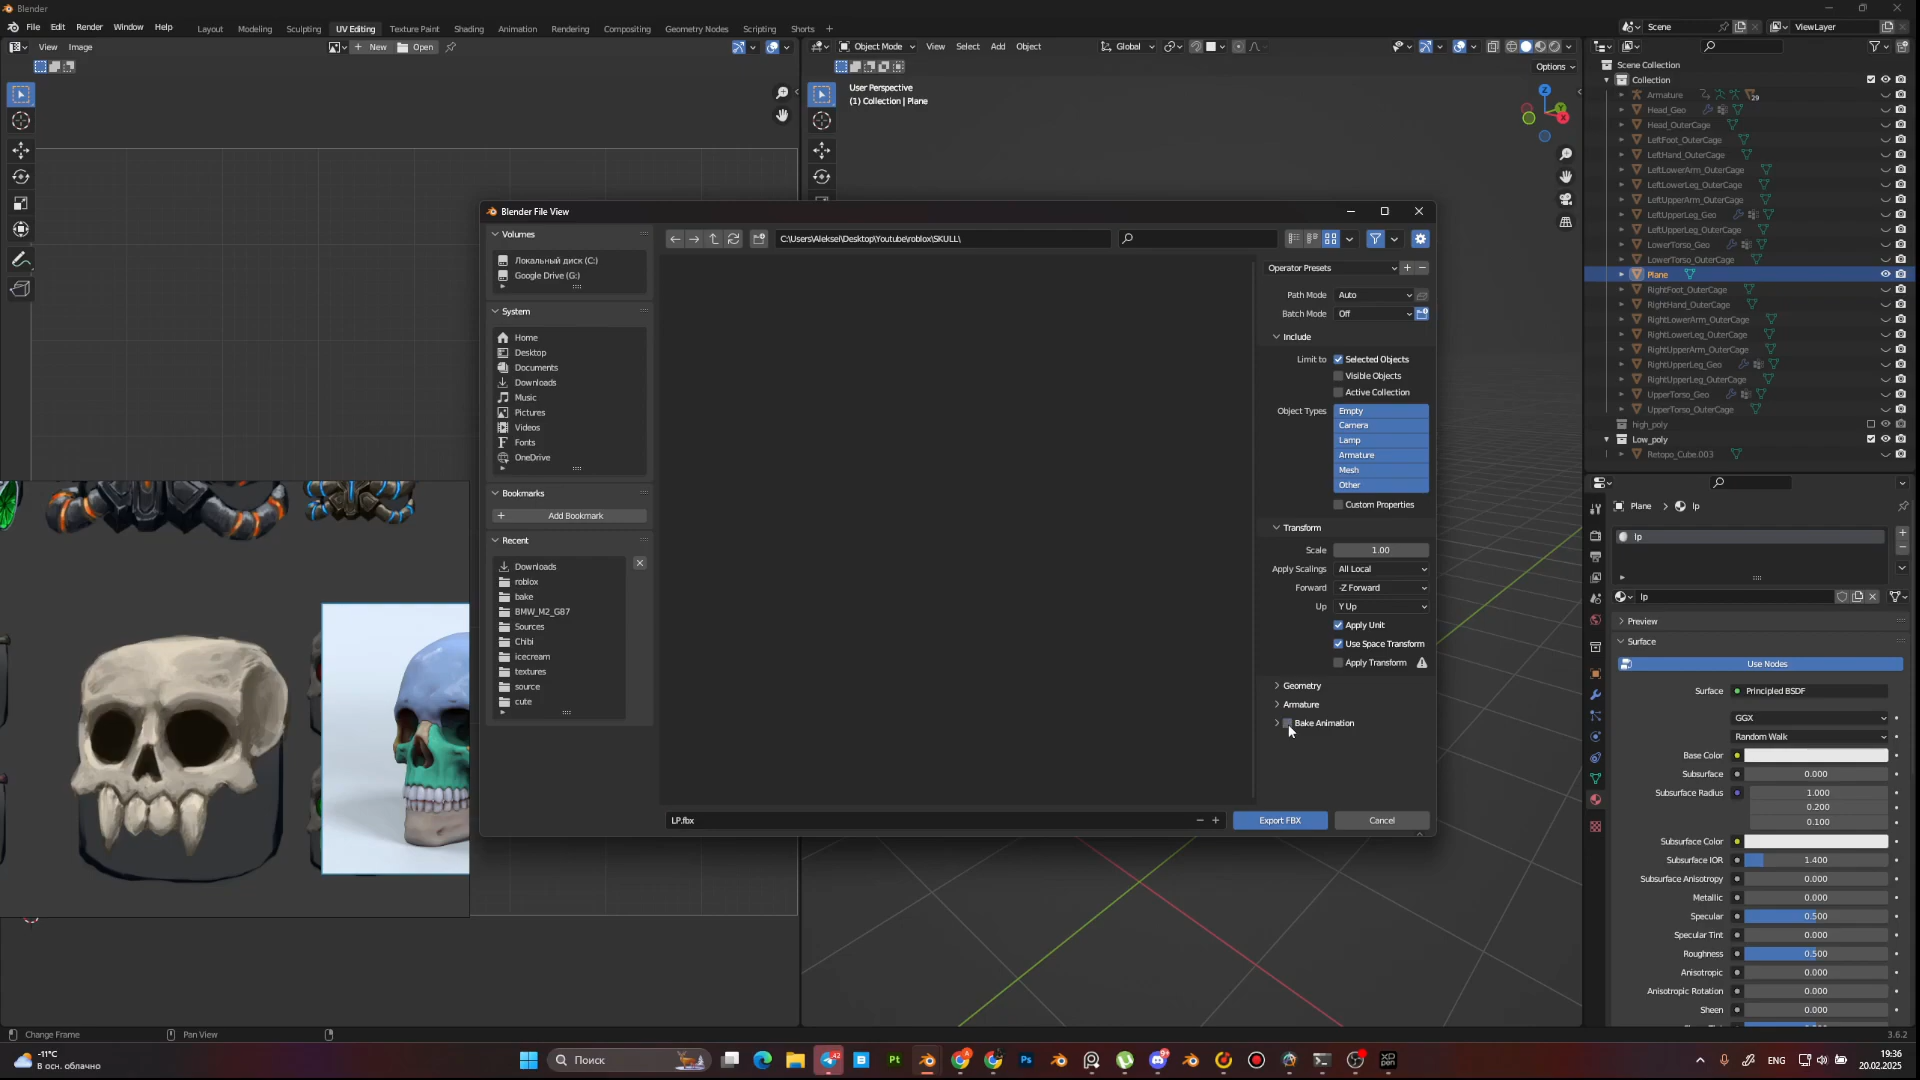 Blender
File Edit Render Window Help
Layout Modeling Sculpting UV Editing Texture Paint Shading Animation Rendering Compositing Geometry Nodes Scripting Shorts +
Scene ViewLayer
View Image New Open
Object Mode View Select Add Object Global
Options
User Perspective
(1) Collection | Plane
Z
Y
X
Scene Collection
Collection
Armature 29
Head_Geo
Head_OuterCage
LeftFoot_OuterCage
LeftHand_OuterCage
LeftLowerArm_OuterCage
LeftLowerLeg_OuterCage
LeftUpperArm_OuterCage
LeftUpperLeg_Geo
LeftUpperLeg_OuterCage
LowerTorso_Geo
LowerTorso_OuterCage
Plane
RightFoot_OuterCage
RightHand_OuterCage
RightLowerArm_OuterCage
RightLowerLeg_OuterCage
RightUpperArm_OuterCage
RightUpperLeg_Geo
RightUpperLeg_OuterCage
UpperTorso_Geo
UpperTorso_OuterCage
high_poly
Low_poly
Retopo_Cube.003
Blender File View
Volumes
Локальный диск (C:)
Google Drive (G:)
System
Home
Desktop
Documents
Downloads
Music
Pictures
Videos
Fonts
OneDrive
Bookmarks
Add Bookmark
Recent
Downloads
roblox
bake
BMW_M2_G87
Sources
Chibi
icecream
textures
source
cute
C:\Users\Aleksei\Desktop\Youtube\roblox\SKULL\
Operator Presets
Path Mode Auto
Batch Mode Off
Include
Limit to Selected Objects
Visible Objects
Active Collection
Object Types Empty
Camera
Lamp
Armature
Mesh
Other
Custom Properties
Transform
Scale 1.00
Apply Scalings All Local
Forward -Z Forward
Up Y Up
Apply Unit
Use Space Transform
Apply Transform
Geometry
Armature
Bake Animation
LP.fbx
Export FBX Cancel
Plane > lp
lp
lp
Preview
Surface
Use Nodes
Surface Principled BSDF
GGX
Random Walk
Base Color
Subsurface 0.000
Subsurface Radius 1.000
0.200
0.100
Subsurface Color
Subsurface IOR 1.400
Subsurface Anisotropy 0.000
Metallic 0.000
Specular 0.500
Specular Tint 0.000
Roughness 0.500
Anisotropic 0.000
Anisotropic Rotation 0.000
Sheen 0.000
Change Frame Pan View
3.6.2
-11°C
В осн. облачно
Поиск
ENG
19:36
20.02.2025